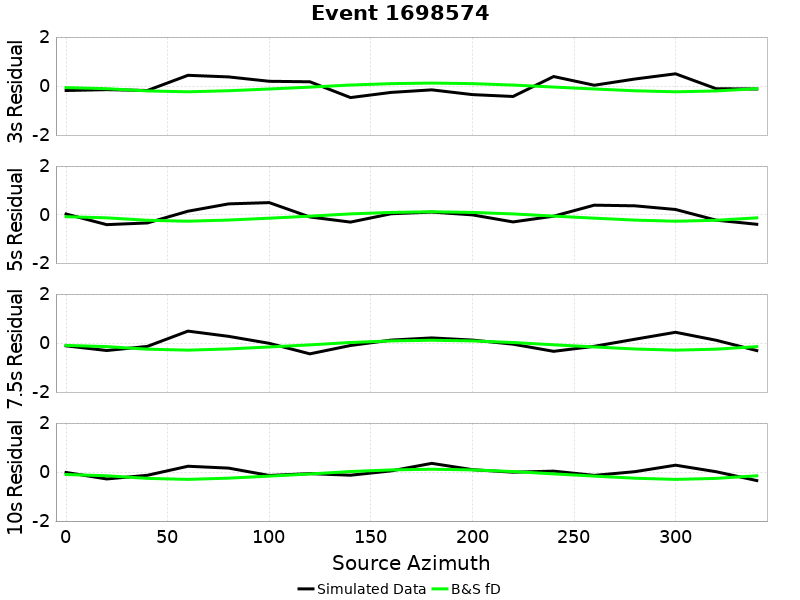 Event 1698574
3s Residual
2
0
-2
5s Residual
2
0
-2
7.5s Residual
2
0
-2
10s Residual
2
0
-2
0 50 100 150 200 250 300
Source Azimuth
Simulated Data B&S fD